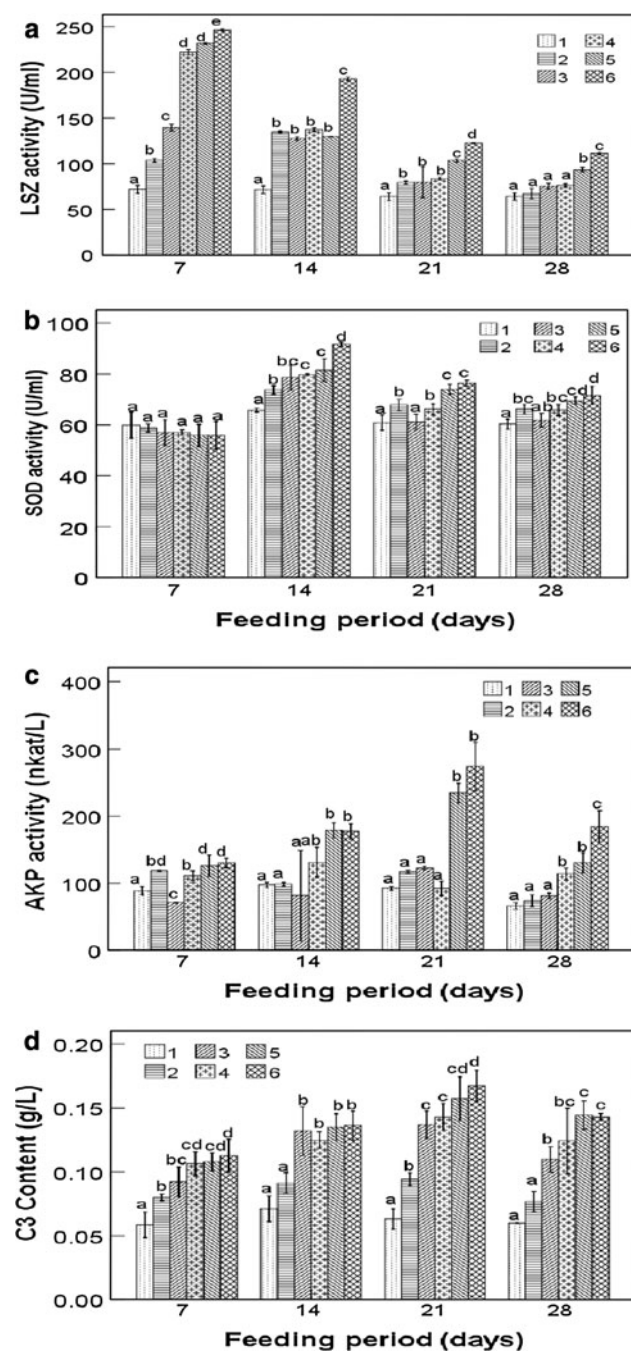 a
LSZ activity (U/ml)
250
200
150
100
50
0
1 4
2 5
3 6
a b c d d e
a b b b b c
a b b b c d
a a a a b c
7 14 21 28
b
SOD activity (U/ml)
100
80
60
40
20
0
1 3 5
2 4 6
a a a a a a
a b bc c c d
a b a b c c
a bc ab bc cd d
7 14 21 28
Feeding period (days)
c
AKP activity (nkat/L)
400
300
200
100
0
1 3 5
2 4 6
a bd c b d d
a a a ab b b
a a a a b b
a a a b b c
7 14 21 28
Feeding period (days)
d
C3 Content (g/L)
0.20
0.15
0.10
0.05
0.00
1 3 5
2 4 6
a b bc cd cd d
a a b b b b
a b c c cd d
a a b bc c c
7 14 21 28
Feeding period (days)